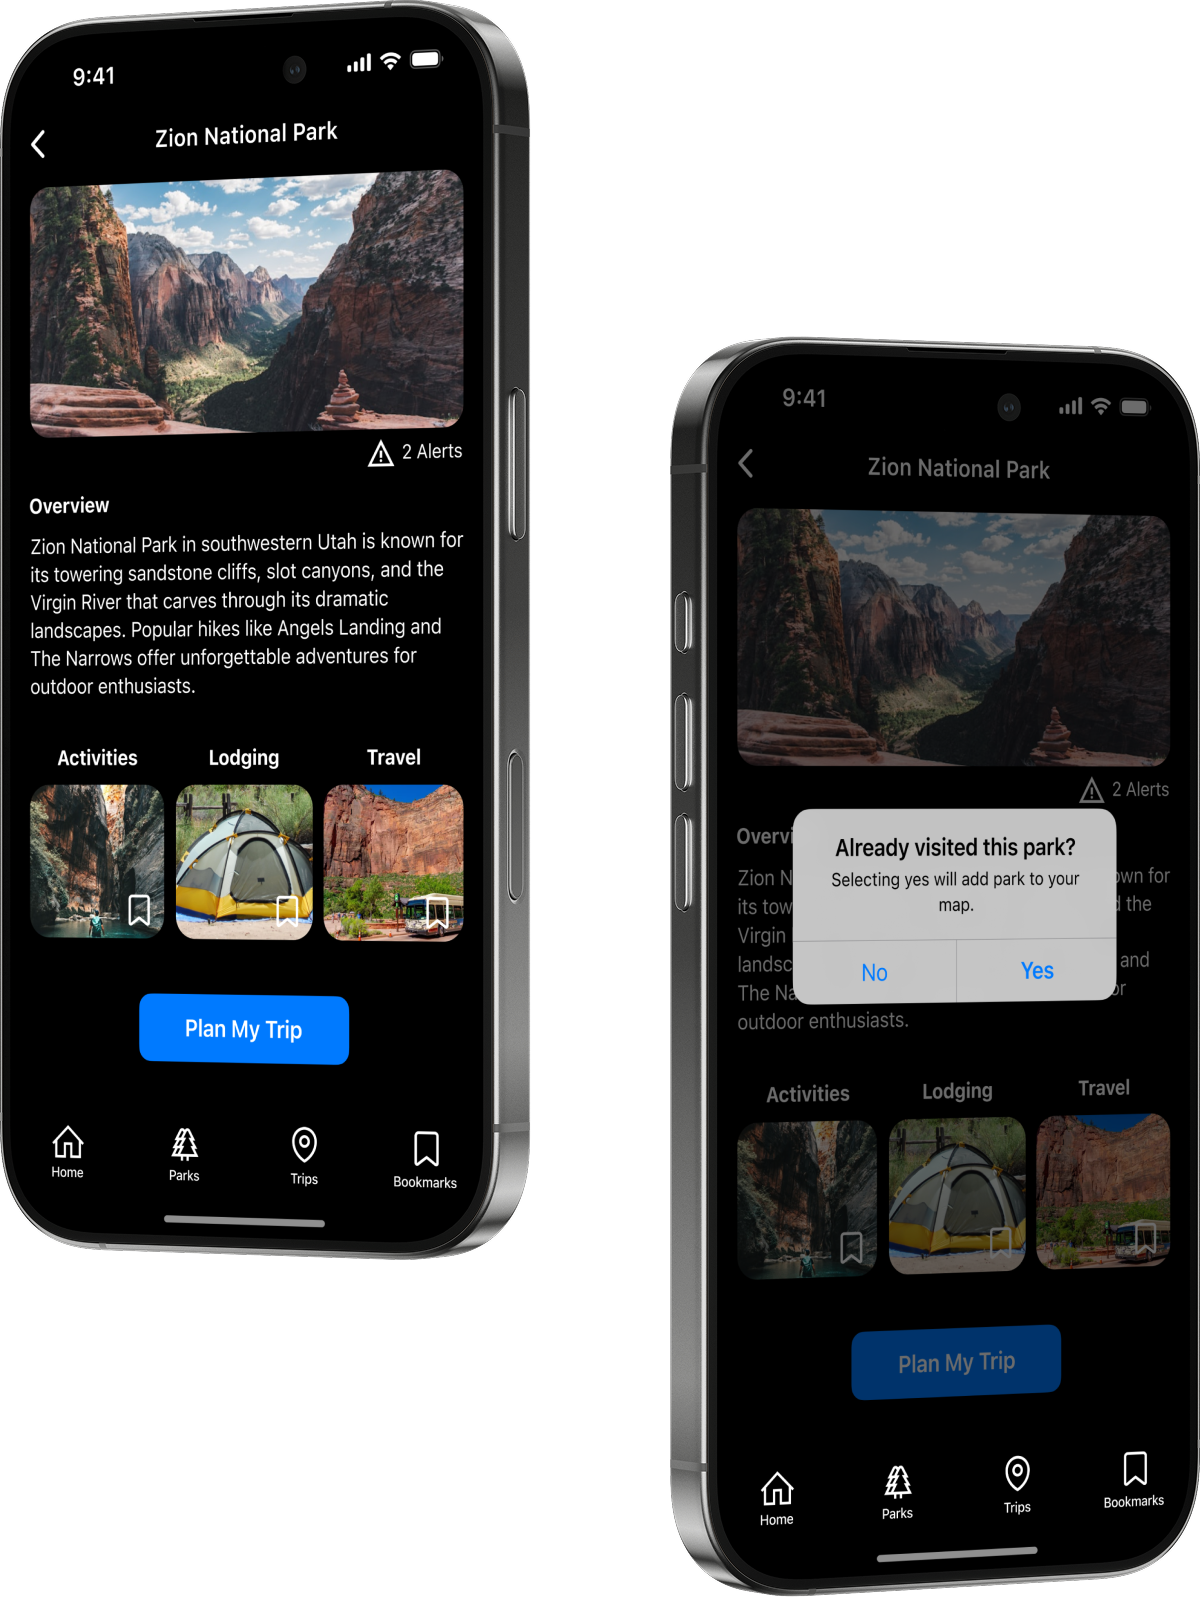 9:41
Zion National Park
2 Alerts
Overview
Zion National Park in southwestern Utah is known for
its towering sandstone cliffs, slot canyons, and the
Virgin River that carves through its dramatic
landscapes. Popular hikes like Angels Landing and
The Narrows offer unforgettable adventures for
outdoor enthusiasts.
Activities Lodging Travel
Plan My Trip
Home Parks Trips Bookmarks
9:41
Zion National Park
2 Alerts
Already visited this park?
Selecting yes will add park to your
map.
No Yes
Zion
own for
its
the
Virgin
and
The
outdoor enthusiasts.
Activities Lodging Travel
Plan My Trip
Home Parks Trips Bookmarks